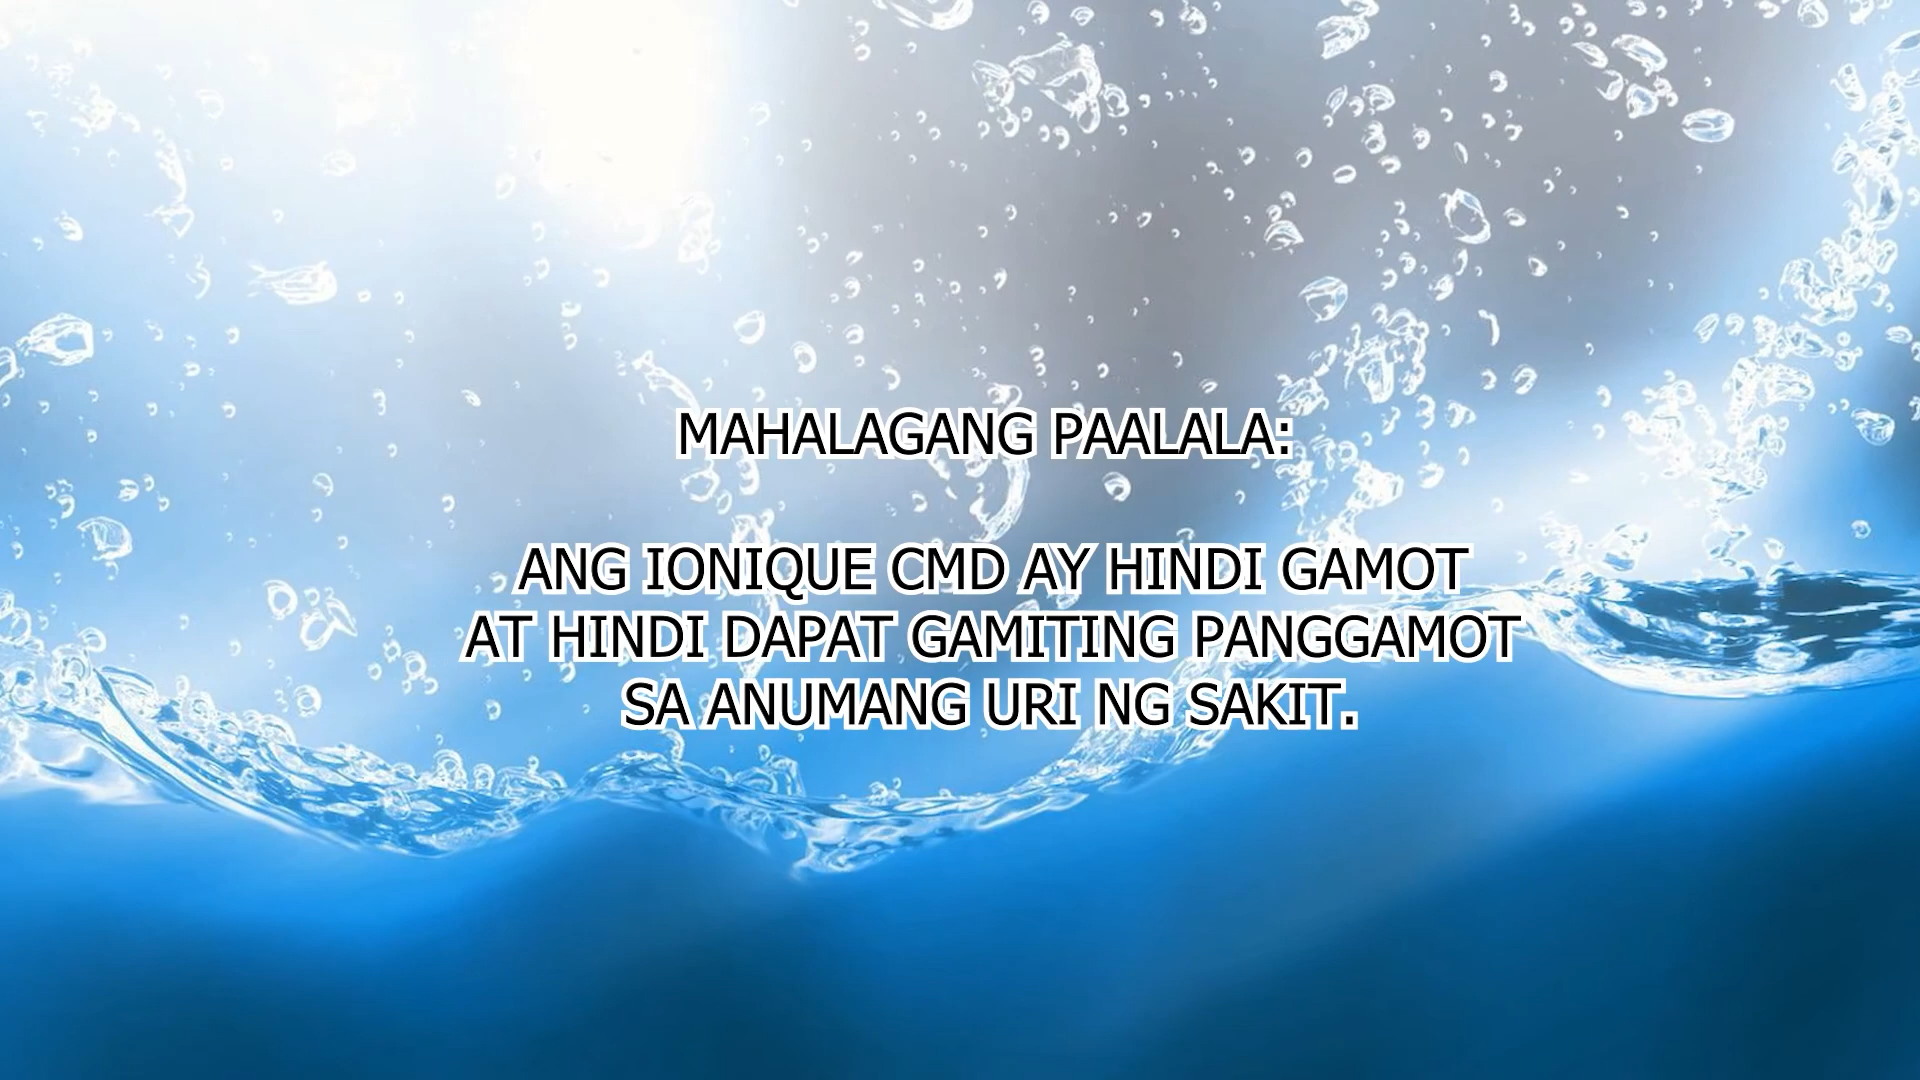 MAHALAGANG PAALALA:
ANG IONIQUE CMD AY HINDI GAMOT
AT HINDI DAPAT GAMITING PANGGAMOT
SA ANUMANG URI NG SAKIT.